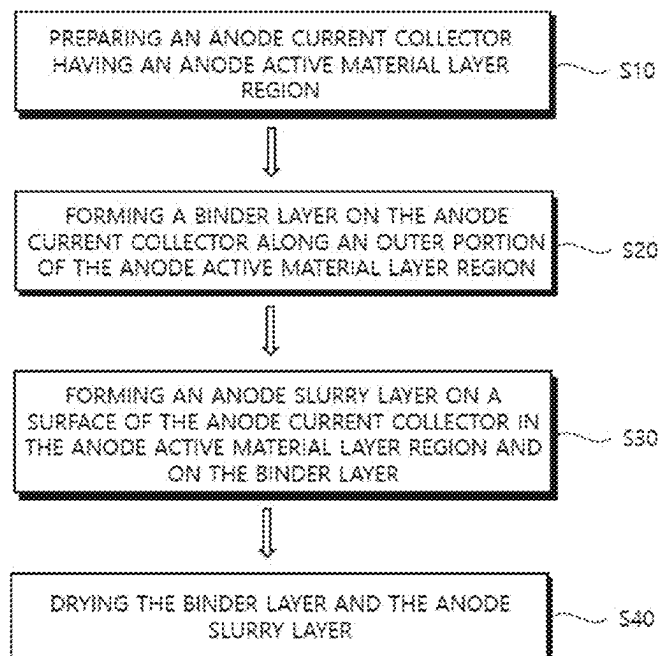 PREPARING AN ANODE CURRENT COLLECTOR
HAVING AN ANODE ACTIVE MATERIAL LAYER
REGION
S10
FORMING A BINDER LAYER ON THE ANODE
CURRENT COLLECTOR ALONG AN OUTER PORTION
OF THE ANODE ACTIVE MATERIAL LAYER REGION
S20
FORMING AN ANODE SLURRY LAYER ON A
SURFACE OF THE ANODE CURRENT COLLECTOR IN
THE ANODE ACTIVE MATERIAL LAYER REGION AND
ON THE BINDER LAYER
S30
DRYING THE BINDER LAYER AND THE ANODE
SLURRY LAYER
S40